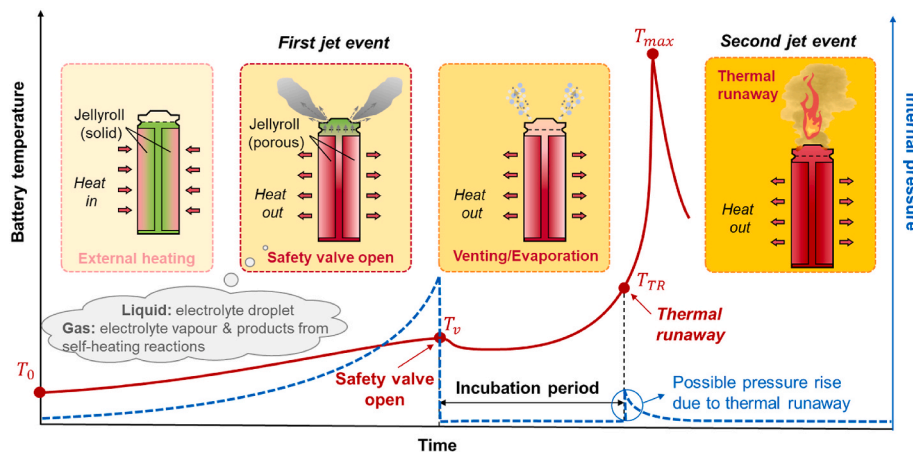 First jet event
T_max
Second jet event
Thermal
runaway
Jellyroll
(solid)
Heat
in
External heating
Jellyroll
(porous)
Heat
out
Safety valve open
Heat
out
Venting/Evaporation
Heat
out
Battery temperature
Internal pressure
Liquid: electrolyte droplet
Gas: electrolyte vapour & products from
self-heating reactions
T_0
T_v
Safety valve
open
T_TR
Thermal
runaway
Incubation period
Possible pressure rise
due to thermal runaway
Time